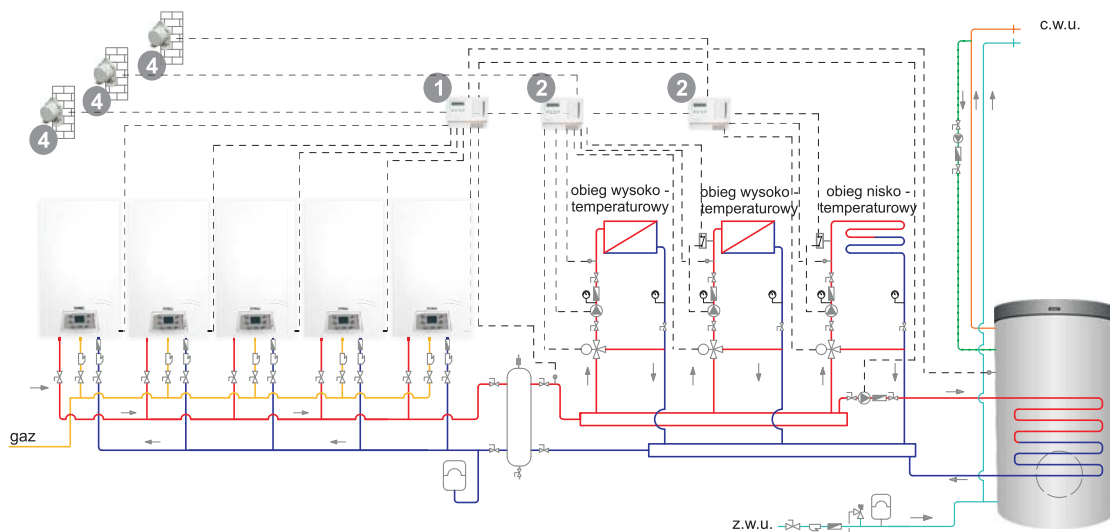 c.w.u.
4
4
4
1
2
2
obieg wysoko -
temperaturowy
obieg wysoko -
temperaturowy
obieg nisko -
temperaturowy
gaz
z.w.u.